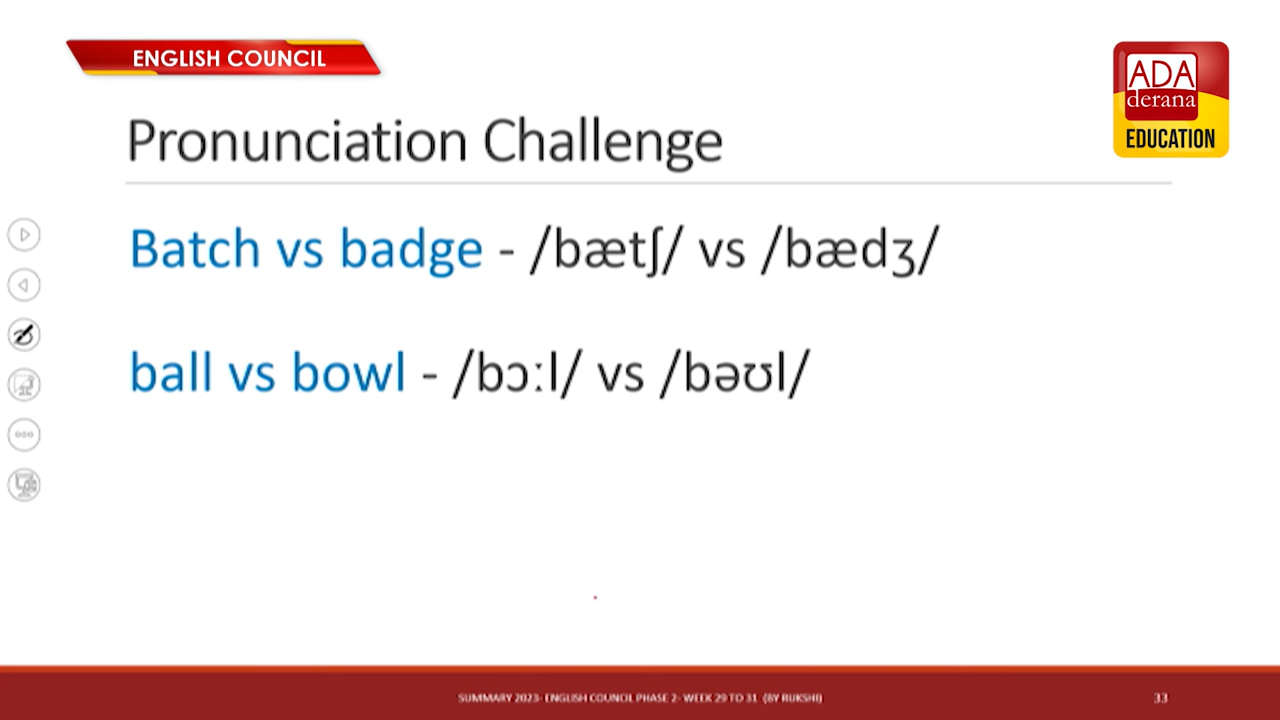 ENGLISH COUNCIL
ADA
derana
EDUCATION
Pronunciation Challenge
Batch vs badge - /bætʃ/ vs /bædʒ/
ball vs bowl - /bɔːl/ vs /bəʊl/
SUMMARY 2023- ENGLISH COUNCIL PHASE 2- WEEK 29 TO 31 (BY RUKSHI)
33